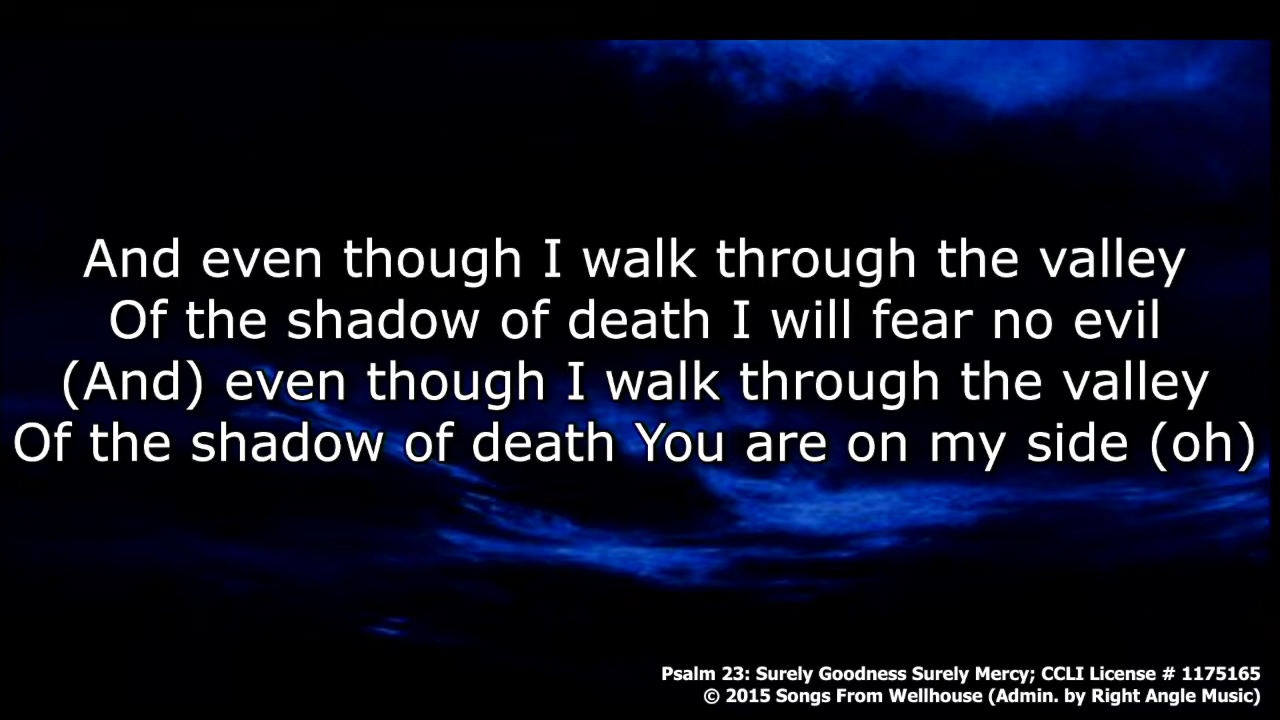 And even though I walk through the valley
Of the shadow of death I will fear no evil
(And) even though I walk through the valley
Of the shadow of death You are on my side (oh)
Psalm 23: Surely Goodness Surely Mercy; CCLI License # 1175165
© 2015 Songs From Wellhouse (Admin. by Right Angle Music)